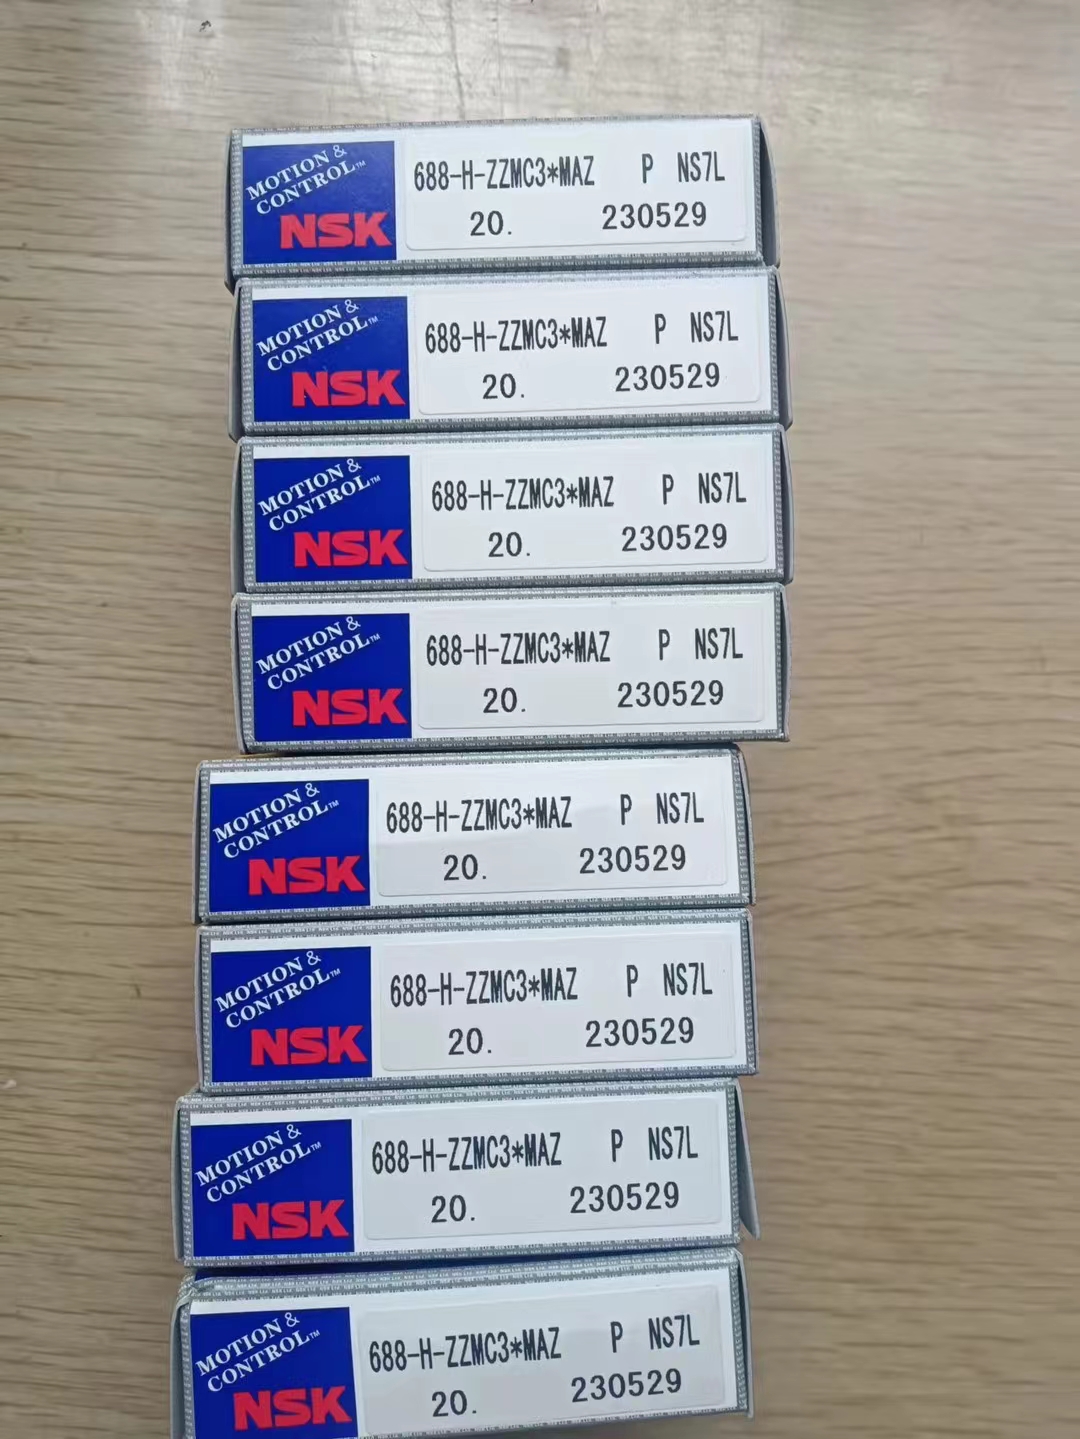 MOTION &
CONTROL™
NSK
688-H-ZZMC3*MAZ P NS7L
20. 230529
MOTION &
CONTROL™
NSK
688-H-ZZMC3*MAZ P NS7L
20. 230529
MOTION &
CONTROL™
NSK
688-H-ZZMC3*MAZ P NS7L
20. 230529
MOTION &
CONTROL™
NSK
688-H-ZZMC3*MAZ P NS7L
20. 230529
MOTION &
CONTROL™
NSK
688-H-ZZMC3*MAZ P NS7L
20. 230529
MOTION &
CONTROL™
NSK
688-H-ZZMC3*MAZ P NS7L
20. 230529
MOTION &
CONTROL™
NSK
688-H-ZZMC3*MAZ P NS7L
20. 230529
MOTION &
CONTROL™
NSK
688-H-ZZMC3*MAZ P NS7L
20. 230529